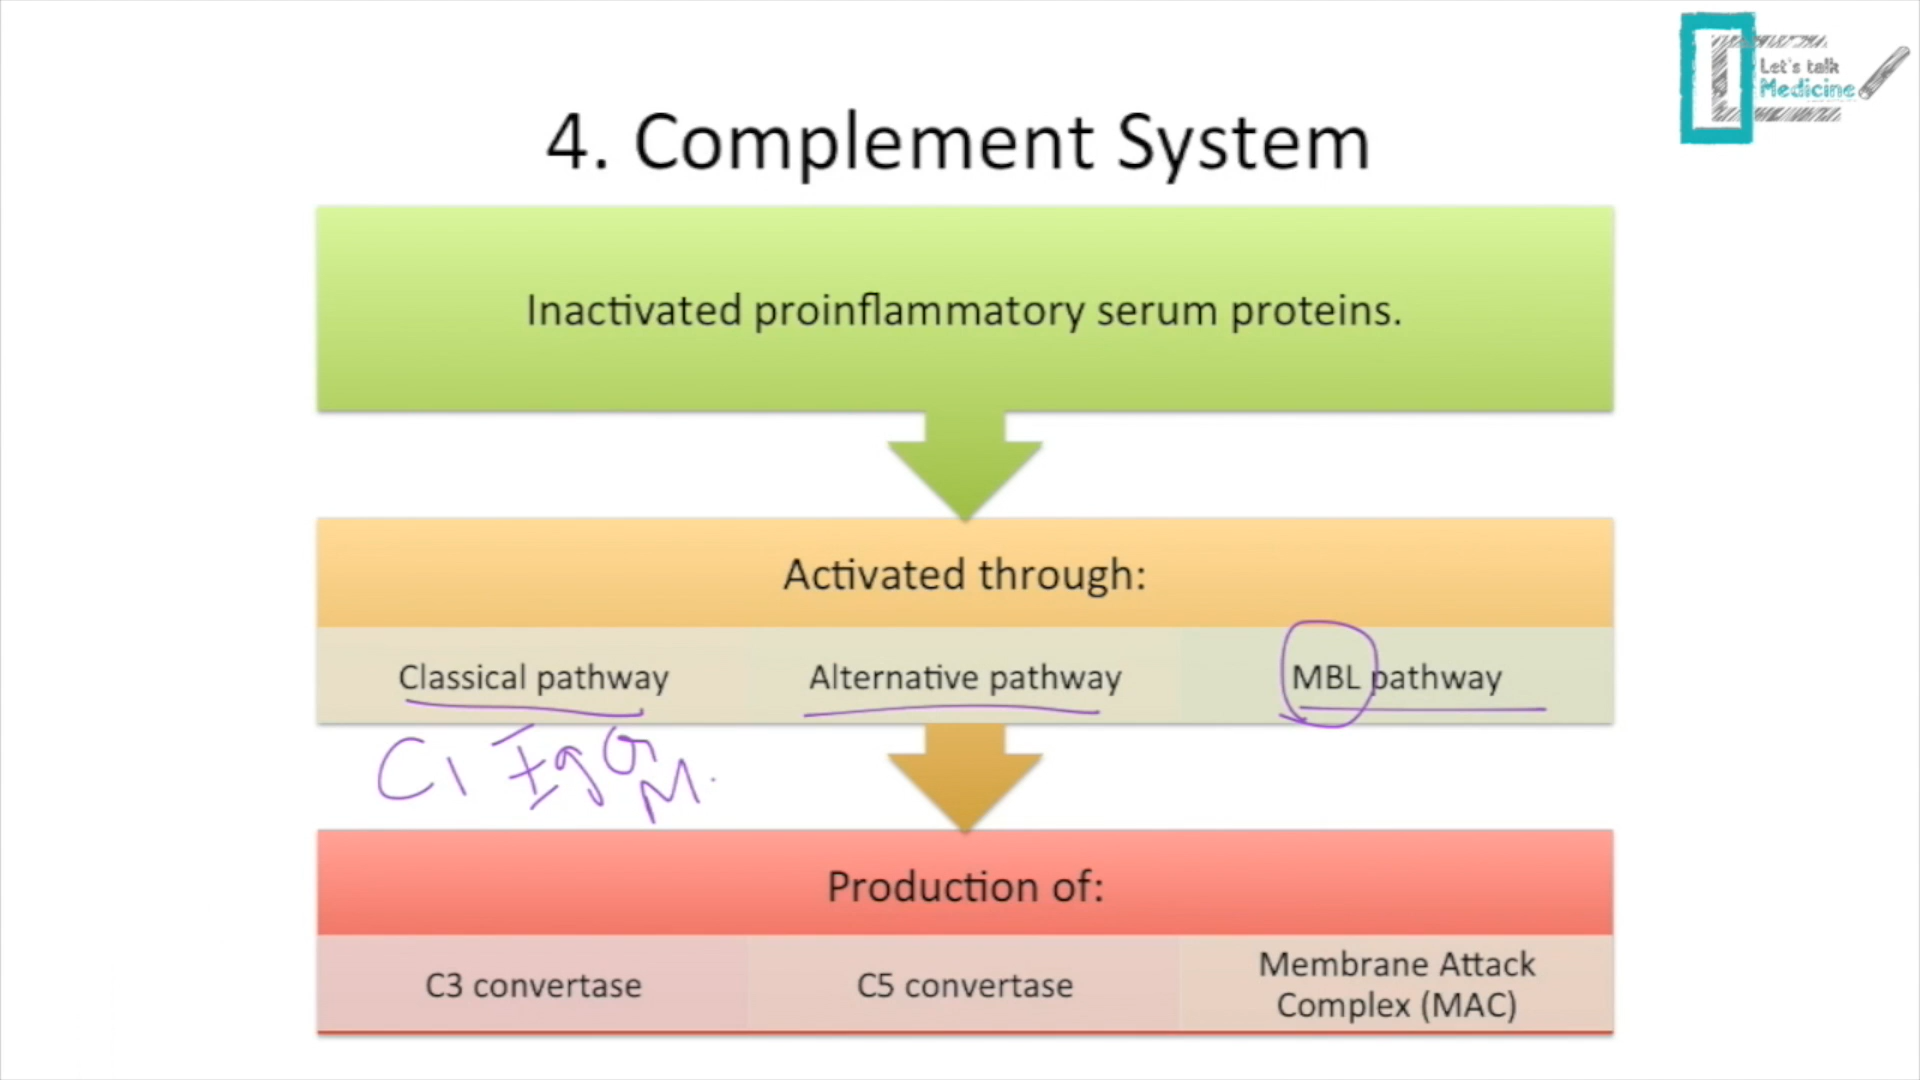 Let's talk
Medicine
4. Complement System
Inactivated proinflammatory serum proteins.
Activated through:
Classical pathway
Alternative pathway
MBL pathway
C1 IgG
M.
Production of:
C3 convertase
C5 convertase
Membrane Attack
Complex (MAC)